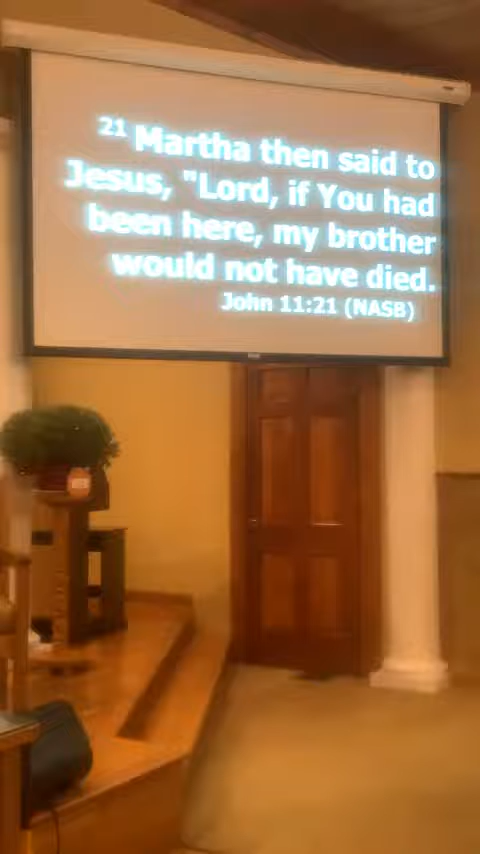 21 Martha then said to
Jesus, "Lord, if You had
been here, my brother
would not have died.
John 11:21 (NASB)